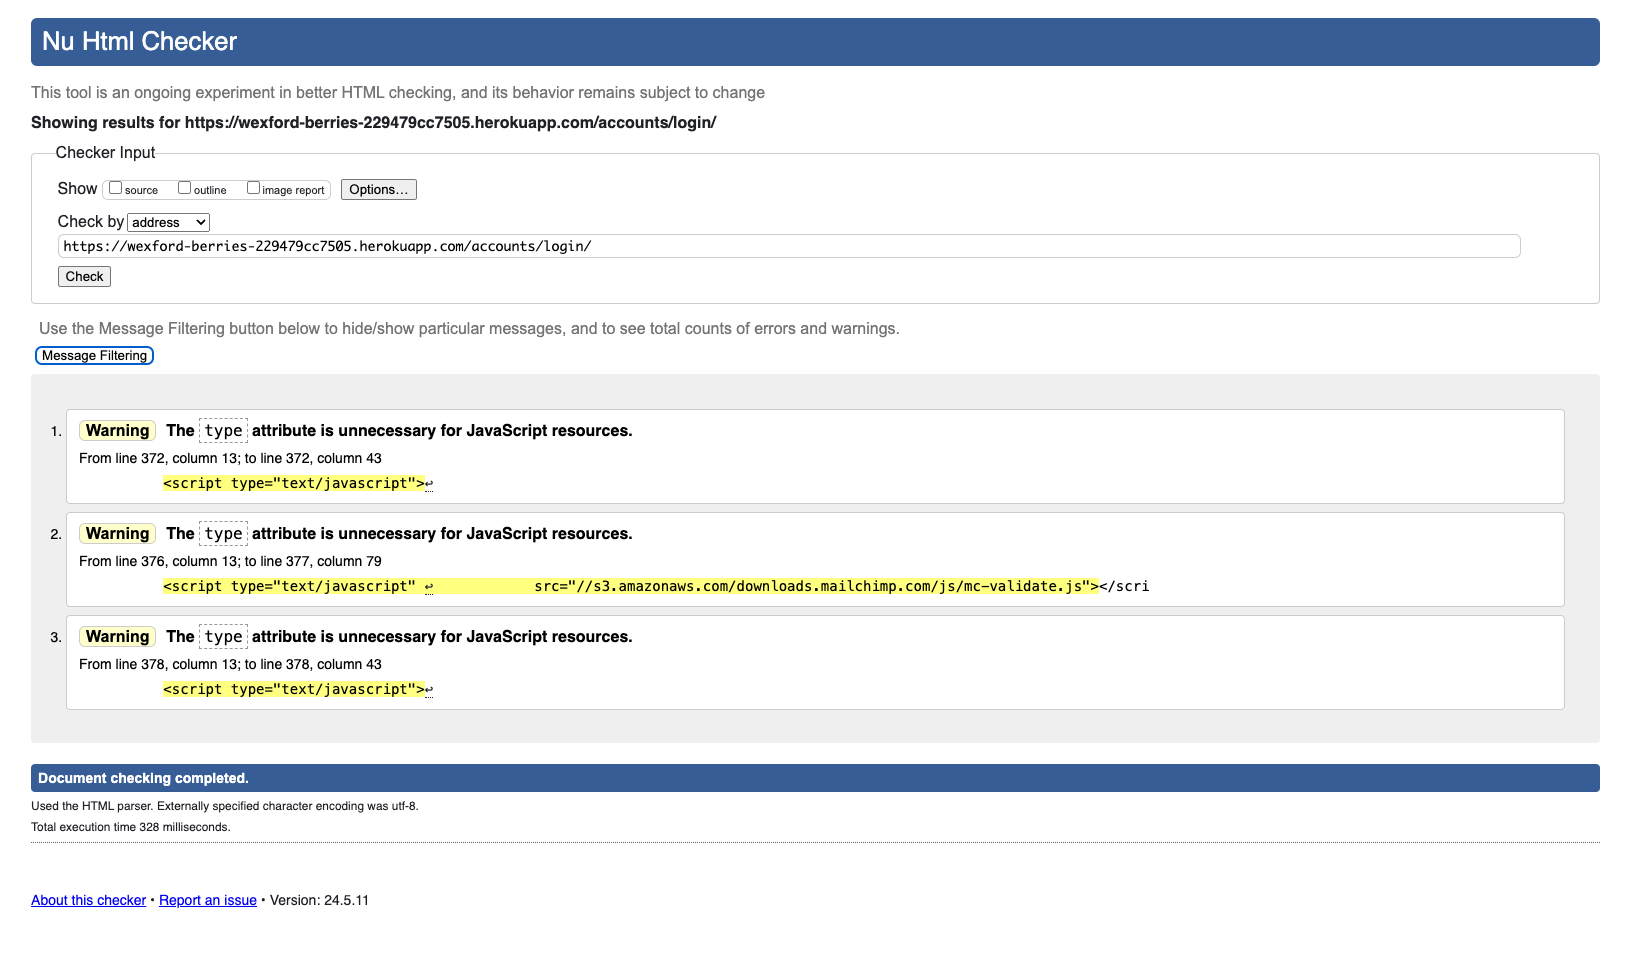 Nu Html Checker
This tool is an ongoing experiment in better HTML checking, and its behavior remains subject to change
Showing results for https://wexford-berries-229479cc7505.herokuapp.com/accounts/login/
Checker Input
Show source outline image report Options...
Check by address
https://wexford-berries-229479cc7505.herokuapp.com/accounts/login/
Check
Use the Message Filtering button below to hide/show particular messages, and to see total counts of errors and warnings.
Message Filtering
1. Warning The type attribute is unnecessary for JavaScript resources.
From line 372, column 13; to line 372, column 43
<script type="text/javascript">↩
2. Warning The type attribute is unnecessary for JavaScript resources.
From line 376, column 13; to line 377, column 79
<script type="text/javascript" ↩ src="//s3.amazonaws.com/downloads.mailchimp.com/js/mc-validate.js"></scri
3. Warning The type attribute is unnecessary for JavaScript resources.
From line 378, column 13; to line 378, column 43
<script type="text/javascript">↩
Document checking completed.
Used the HTML parser. Externally specified character encoding was utf-8.
Total execution time 328 milliseconds.
About this checker • Report an issue • Version: 24.5.11